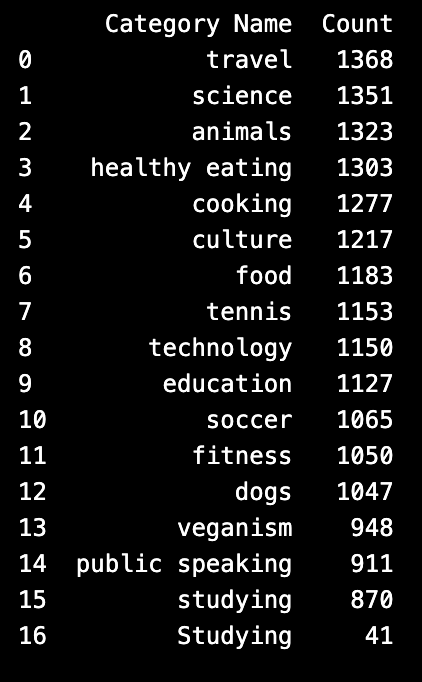 Category Name Count
0 travel 1368
1 science 1351
2 animals 1323
3 healthy eating 1303
4 cooking 1277
5 culture 1217
6 food 1183
7 tennis 1153
8 technology 1150
9 education 1127
10 soccer 1065
11 fitness 1050
12 dogs 1047
13 veganism 948
14 public speaking 911
15 studying 870
16 Studying 41